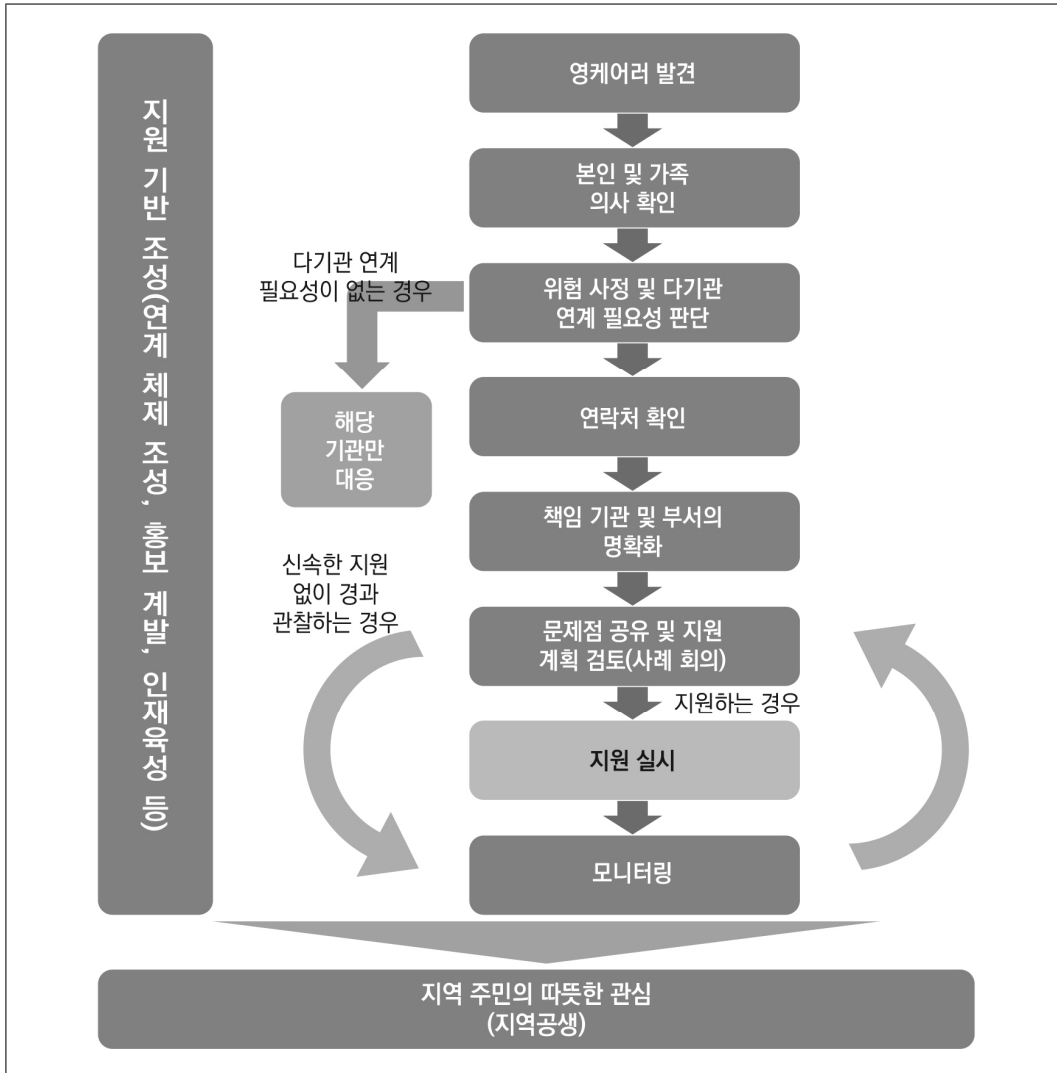 지원 기반 조성(연계 체제 조성, 홍보 계발, 인재육성 등)
영케어러 발견
본인 및 가족
의사 확인
다기관 연계
필요성이 없는 경우
위험 사정 및 다기관
연계 필요성 판단
해당
기관만
대응
연락처 확인
책임 기관 및 부서의
명확화
신속한 지원
없이 경과
관찰하는 경우
문제점 공유 및 지원
계획 검토(사례 회의)
지원하는 경우
지원 실시
모니터링
지역 주민의 따뜻한 관심
(지역공생)